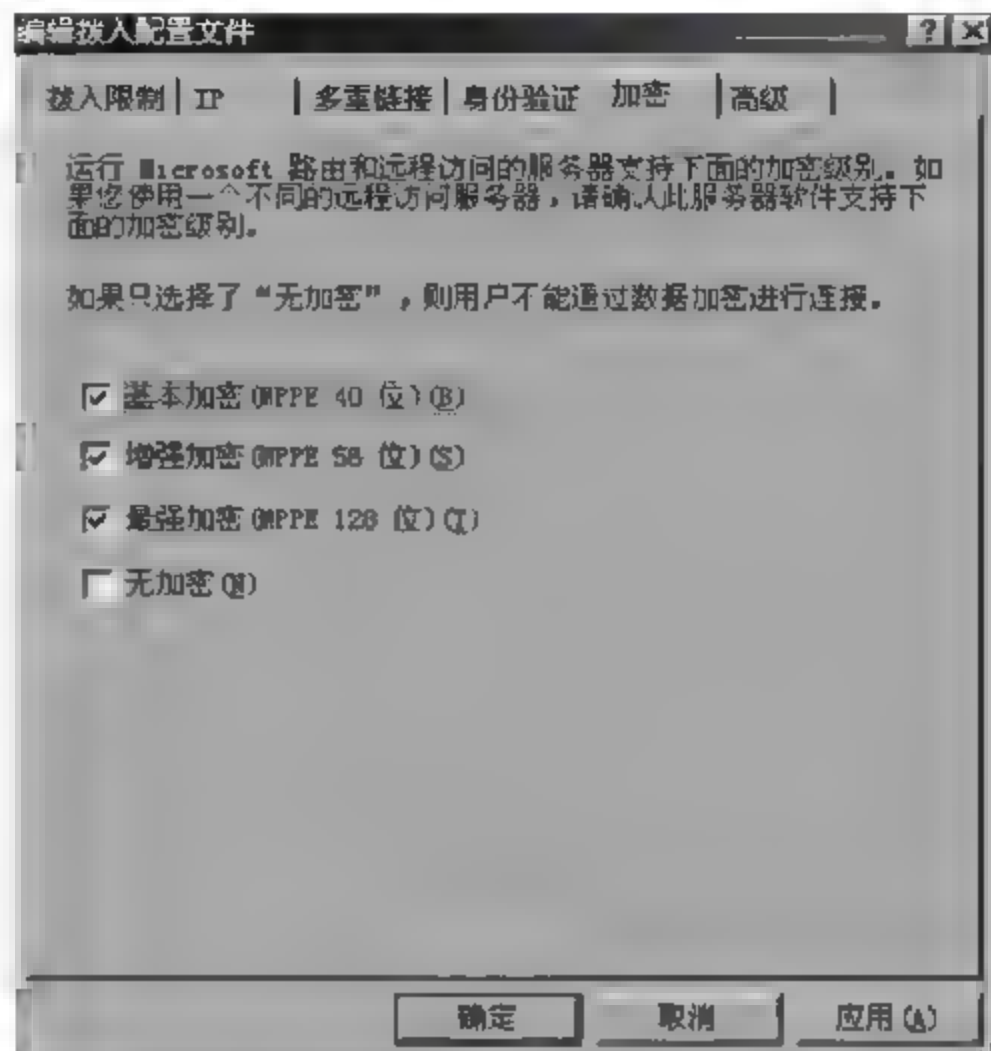 编辑拨入配置文件
拨入限制 IP 多重链接 身份验证 加密 高级
运行 Microsoft 路由和远程访问的服务器支持下面的加密级别。如
果您使用一个不同的远程访问服务器，请确认此服务器软件支持下
面的加密级别。
如果只选择了“无加密”，则用户不能通过数据加密进行连接。
基本加密(MPPE 40 位)(B)
增强加密(MPPE 56 位)(S)
最强加密(MPPE 128 位)(T)
无加密(N)
确定 取消 应用(A)